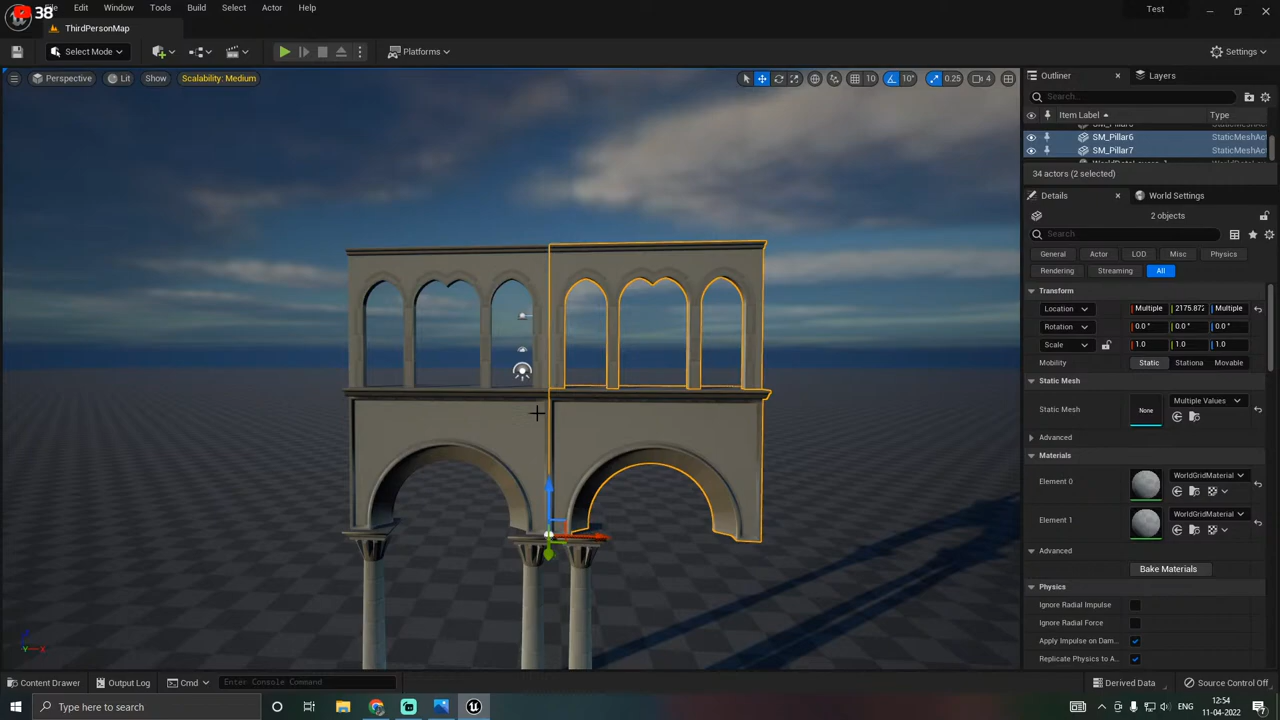 38
File Edit Window Tools Build Select Actor Help
Test
ThirdPersonMap
Select Mode
Platforms
Settings
Perspective Lit Show Scalability: Medium
10 10° 0.25 4
Outliner Layers
Search...
Item Label Type
SM_Pillar6 StaticMeshAct
SM_Pillar7 StaticMeshAct
34 actors (2 selected)
Details World Settings
2 objects
Search
General Actor LOD Misc Physics
Rendering Streaming All
Transform
Location Multiple 2175.872 Multiple
Rotation 0.0 ° 0.0 ° 0.0 °
Scale 1.0 1.0 1.0
Mobility Static Stationa Movable
Static Mesh
Static Mesh None Multiple Values
Advanced
Materials
Element 0 WorldGridMaterial
Element 1 WorldGridMaterial
Advanced
Bake Materials
Physics
Ignore Radial Impulse
Ignore Radial Force
Apply Impulse on Dam...
Replicate Physics to A...
Content Drawer Output Log Cmd Enter Console Command
Derived Data Source Control Off
Type here to search
ENG
12:54
11-04-2022